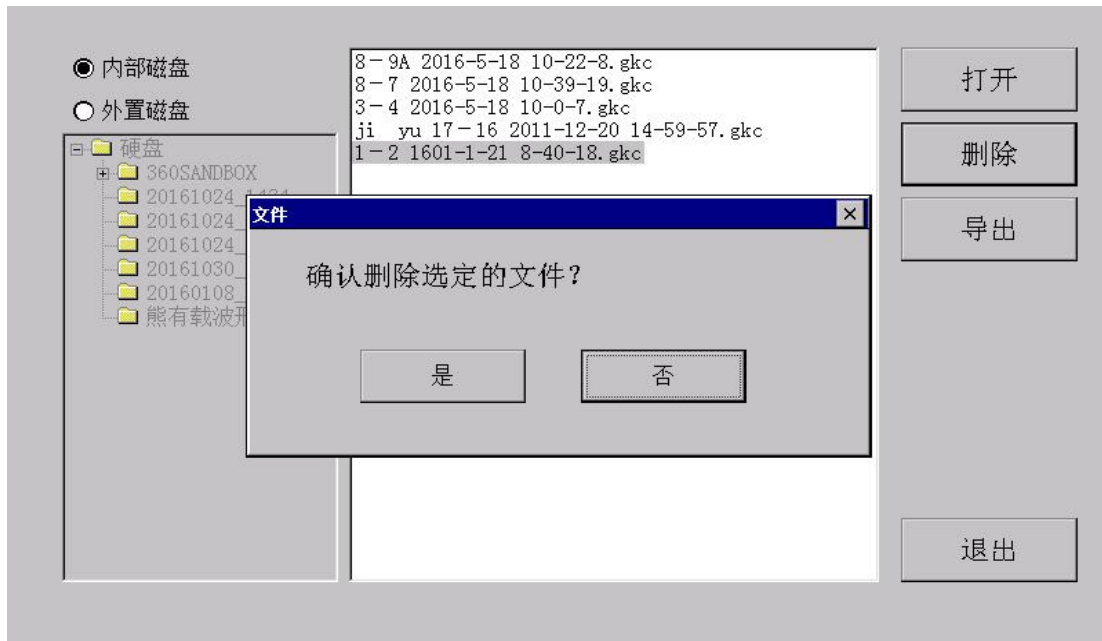 内部磁盘
外置磁盘
硬盘
360SANDBOX
20161024_
20161024_
20161024_
20161030_
20160108_
熊有载波形
8－9A 2016-5-18 10-22-8.gkc
8－7 2016-5-18 10-39-19.gkc
3－4 2016-5-18 10-0-7.gkc
ji  yu 17－16 2011-12-20 14-59-57.gkc
1－2 1601-1-21 8-40-18.gkc
文件
确认删除选定的文件?
是
否
打开
删除
导出
退出